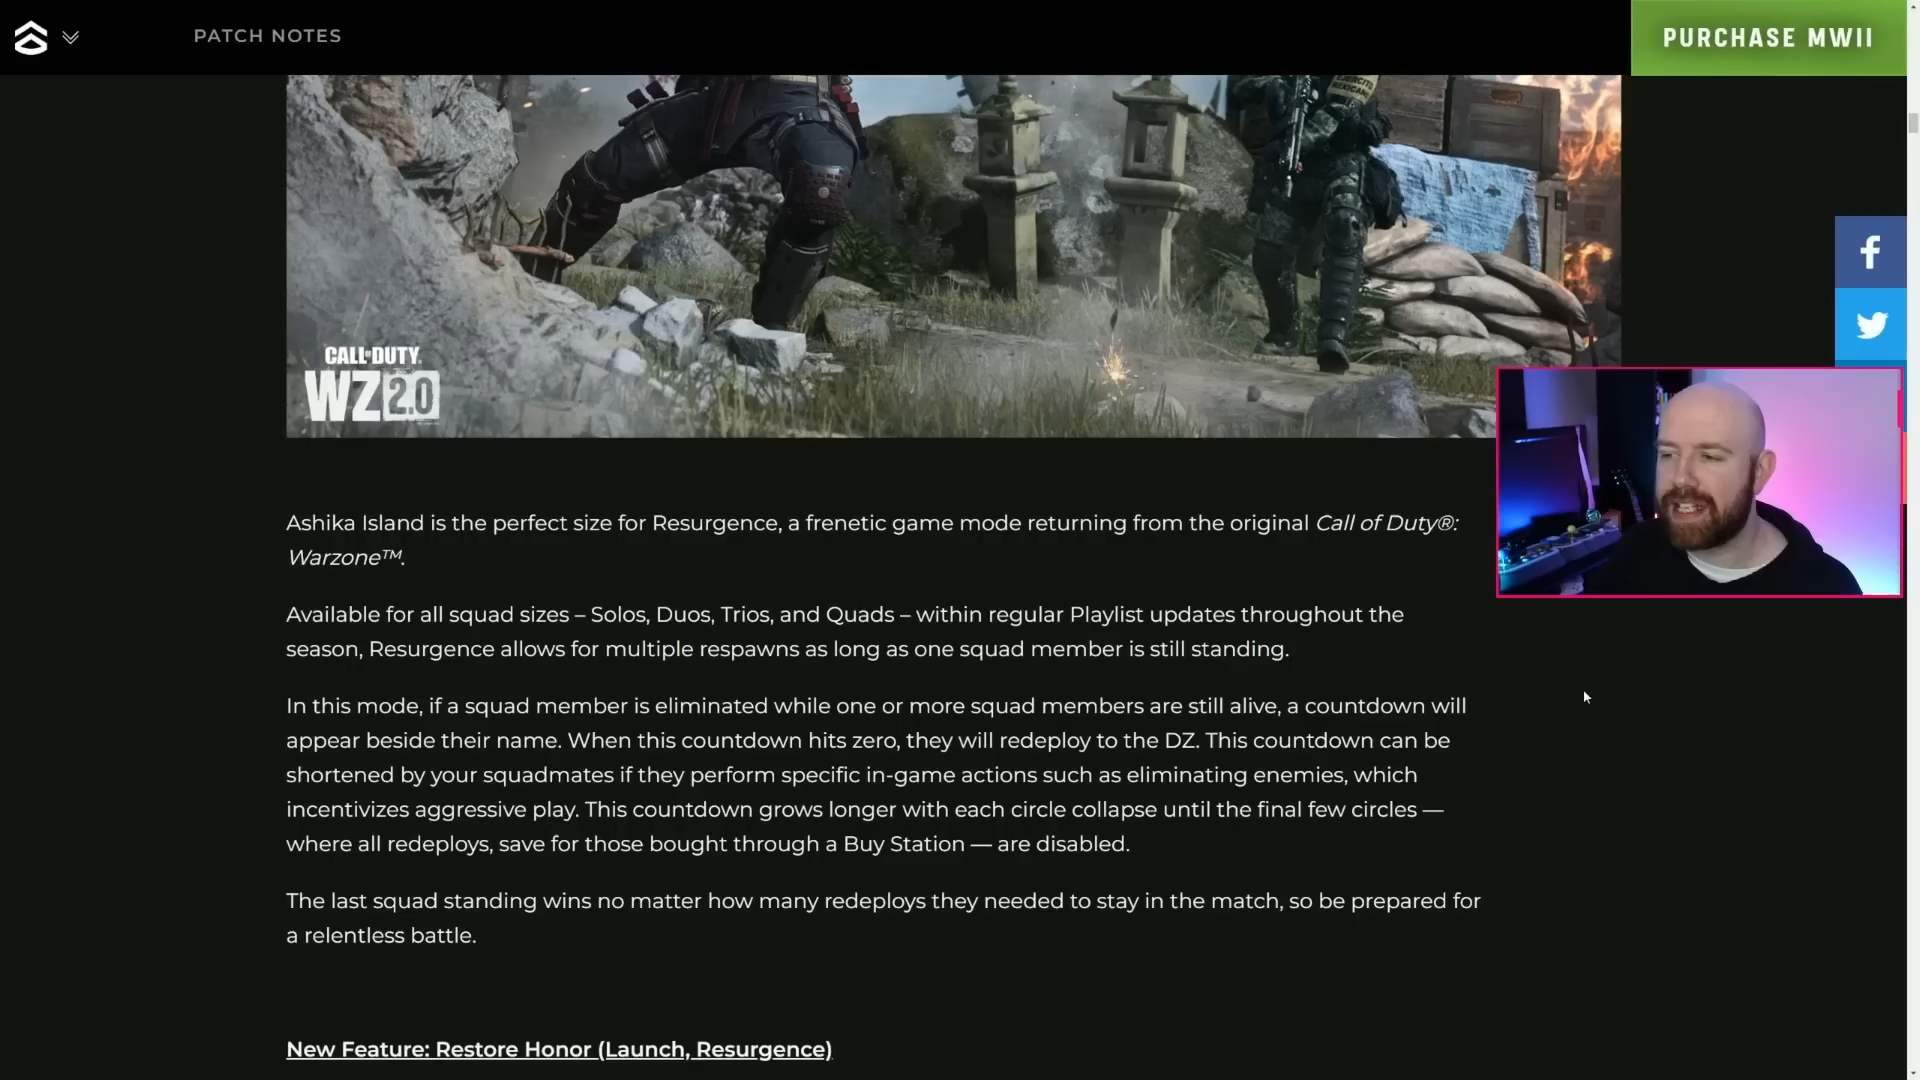 PATCH NOTES
PURCHASE MWII
EJERCITO
MEXICANO
CALL OF DUTY
WZ 2.0
Ashika Island is the perfect size for Resurgence, a frenetic game mode returning from the original Call of Duty®:
Warzone™.
Available for all squad sizes – Solos, Duos, Trios, and Quads – within regular Playlist updates throughout the
season, Resurgence allows for multiple respawns as long as one squad member is still standing.
In this mode, if a squad member is eliminated while one or more squad members are still alive, a countdown will
appear beside their name. When this countdown hits zero, they will redeploy to the DZ. This countdown can be
shortened by your squadmates if they perform specific in-game actions such as eliminating enemies, which
incentivizes aggressive play. This countdown grows longer with each circle collapse until the final few circles —
where all redeploys, save for those bought through a Buy Station — are disabled.
The last squad standing wins no matter how many redeploys they needed to stay in the match, so be prepared for
a relentless battle.
New Feature: Restore Honor (Launch, Resurgence)